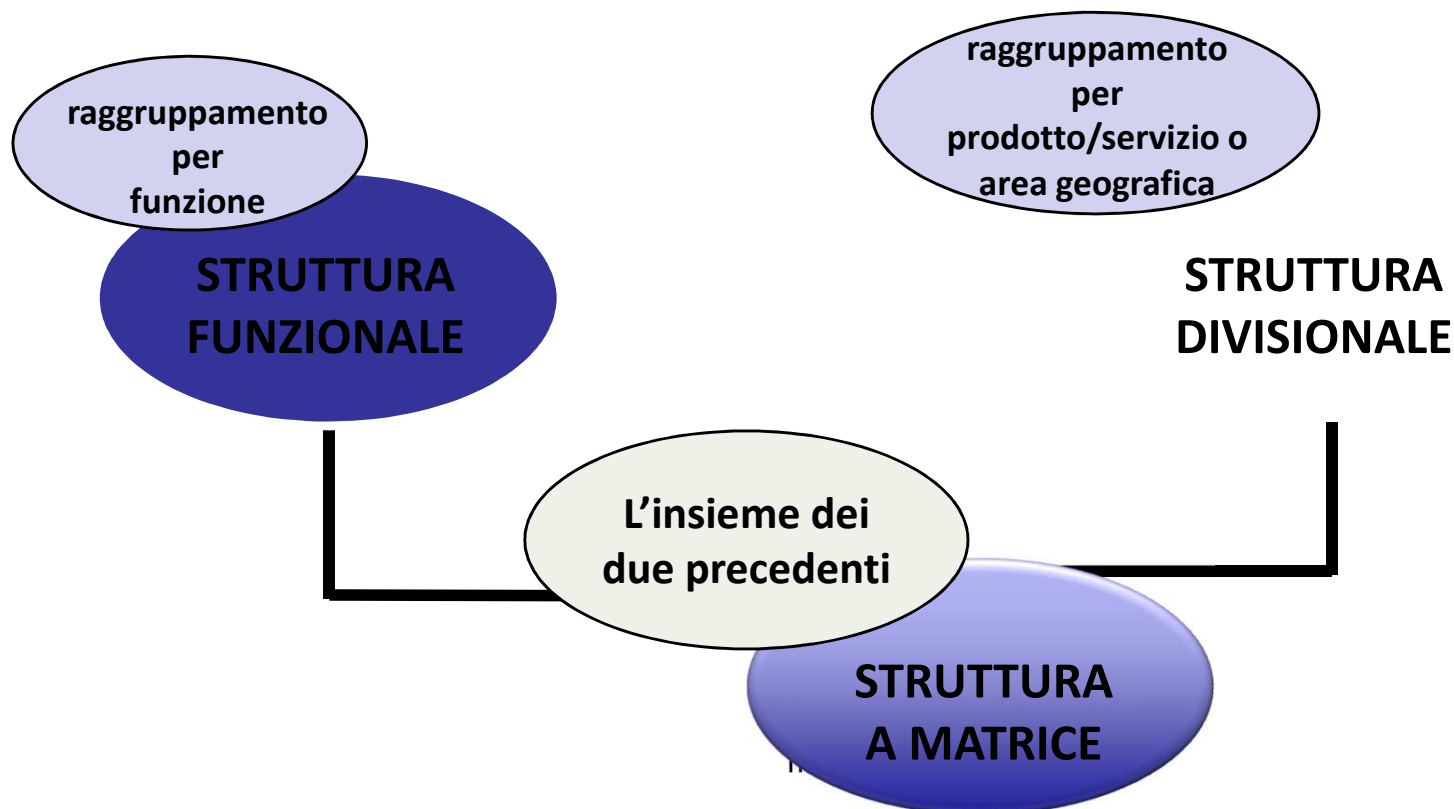 raggruppamento
per
funzione
STRUTTURA
FUNZIONALE
raggruppamento
per
prodotto/servizio o
area geografica
STRUTTURA
DIVISIONALE
L’insieme dei
due precedenti
STRUTTURA
A MATRICE